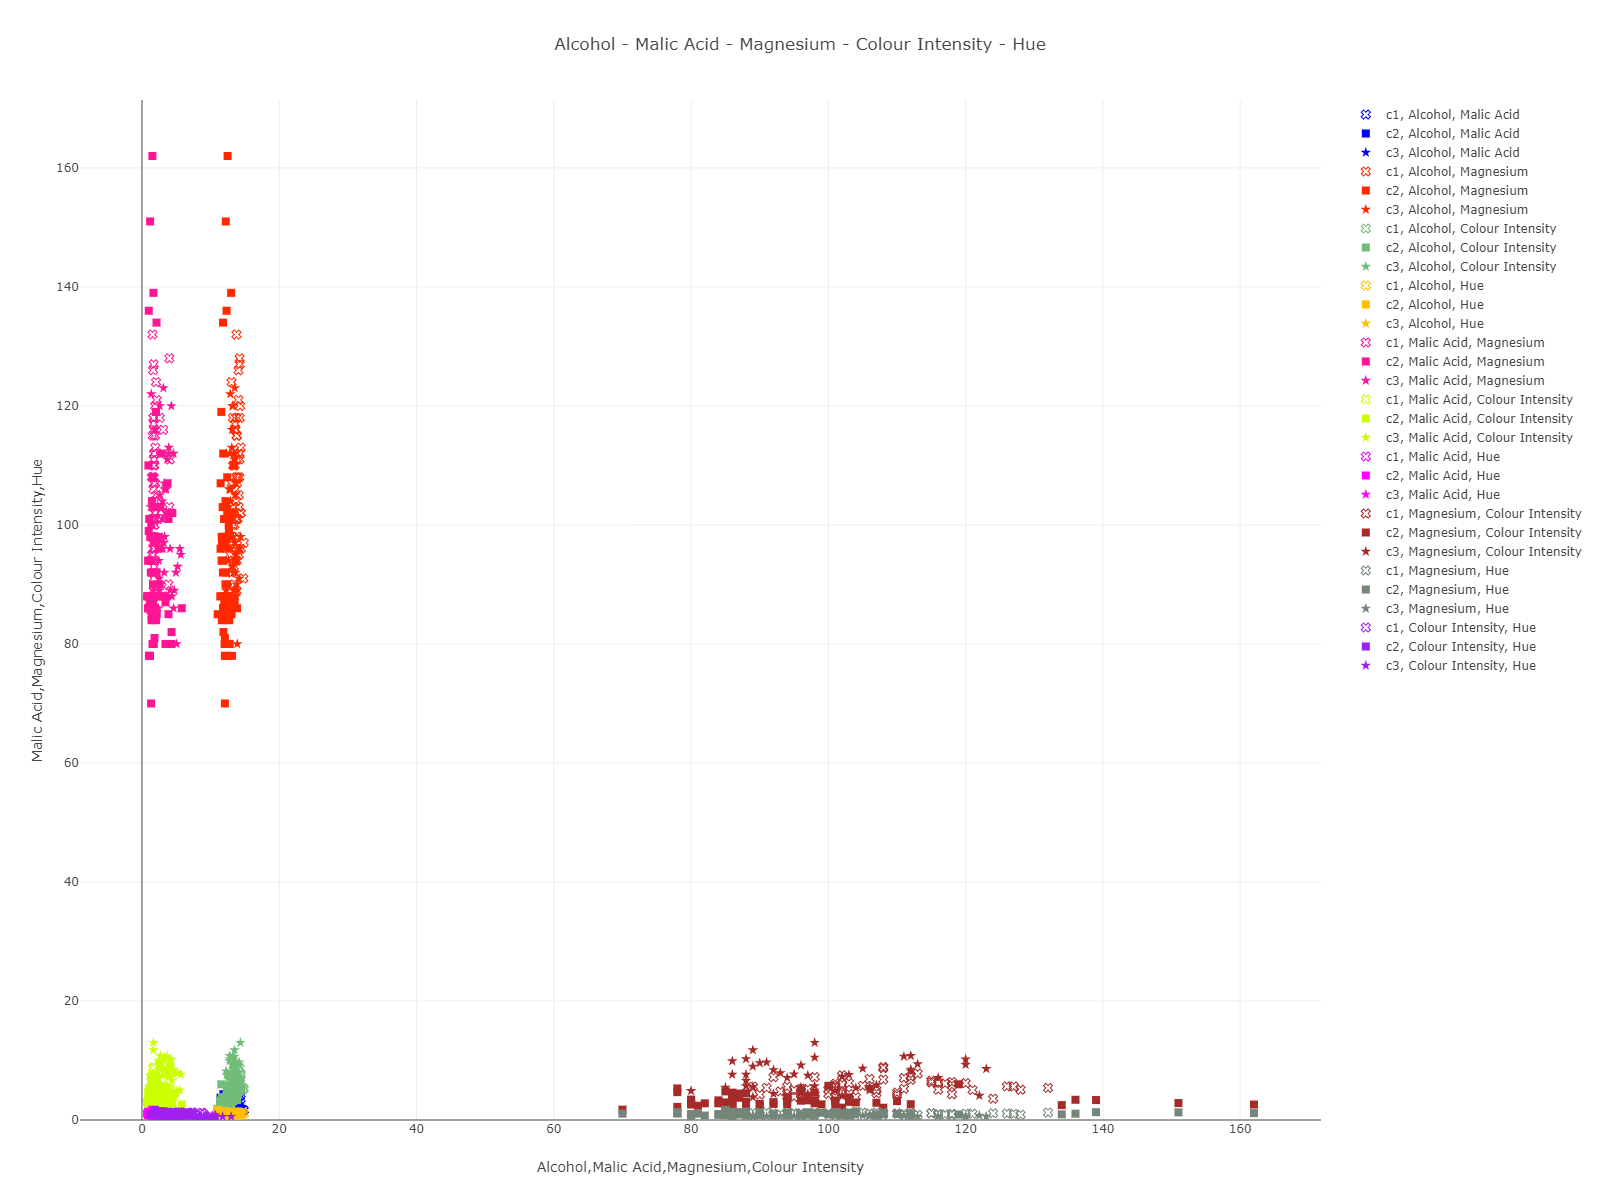 Alcohol - Malic Acid - Magnesium - Colour Intensity - Hue
c1, Alcohol, Malic Acid
c2, Alcohol, Malic Acid
c3, Alcohol, Malic Acid
c1, Alcohol, Magnesium
c2, Alcohol, Magnesium
c3, Alcohol, Magnesium
c1, Alcohol, Colour Intensity
c2, Alcohol, Colour Intensity
c3, Alcohol, Colour Intensity
c1, Alcohol, Hue
c2, Alcohol, Hue
c3, Alcohol, Hue
c1, Malic Acid, Magnesium
c2, Malic Acid, Magnesium
c3, Malic Acid, Magnesium
c1, Malic Acid, Colour Intensity
c2, Malic Acid, Colour Intensity
c3, Malic Acid, Colour Intensity
c1, Malic Acid, Hue
c2, Malic Acid, Hue
c3, Malic Acid, Hue
c1, Magnesium, Colour Intensity
c2, Magnesium, Colour Intensity
c3, Magnesium, Colour Intensity
c1, Magnesium, Hue
c2, Magnesium, Hue
c3, Magnesium, Hue
c1, Colour Intensity, Hue
c2, Colour Intensity, Hue
c3, Colour Intensity, Hue
Malic Acid,Magnesium,Colour Intensity,Hue
160
140
120
100
80
60
40
20
0
0 20 40 60 80 100 120 140 160
Alcohol,Malic Acid,Magnesium,Colour Intensity